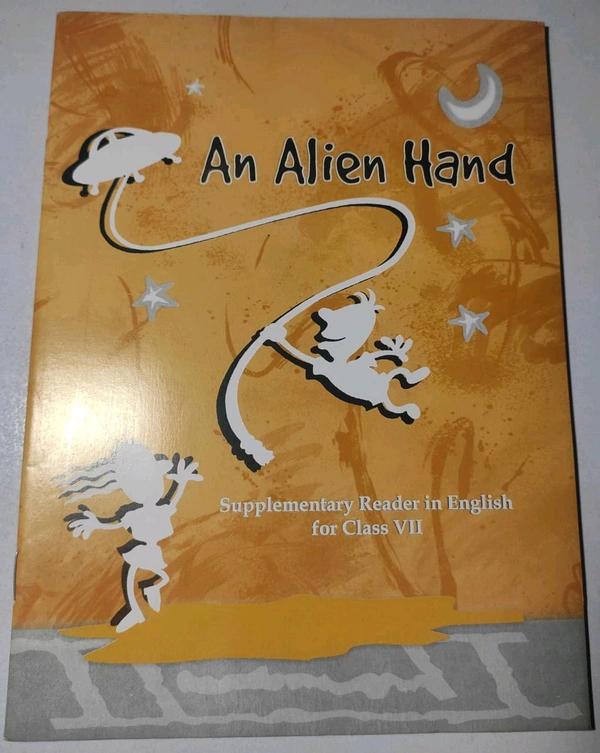 An Alien Hand
Supplementary Reader in English
for Class VII